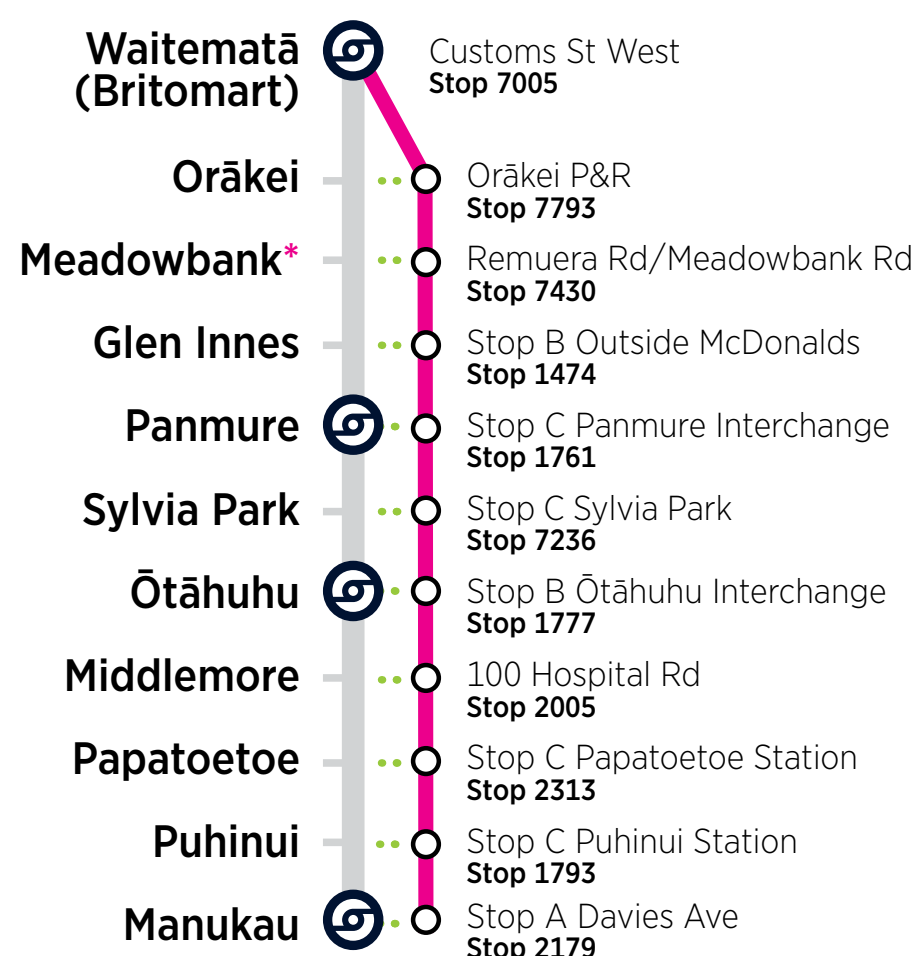 Waitematā
(Britomart)
Customs St West
Stop 7005
Orākei
Orākei P&R
Stop 7793
Meadowbank*
Remuera Rd/Meadowbank Rd
Stop 7430
Glen Innes
Stop B Outside McDonalds
Stop 1474
Panmure
Stop C Panmure Interchange
Stop 1761
Sylvia Park
Stop C Sylvia Park
Stop 7236
Ōtāhuhu
Stop B Ōtāhuhu Interchange
Stop 1777
Middlemore
100 Hospital Rd
Stop 2005
Papatoetoe
Stop C Papatoetoe Station
Stop 2313
Puhinui
Stop C Puhinui Station
Stop 1793
Manukau
Stop A Davies Ave
Stop 2179